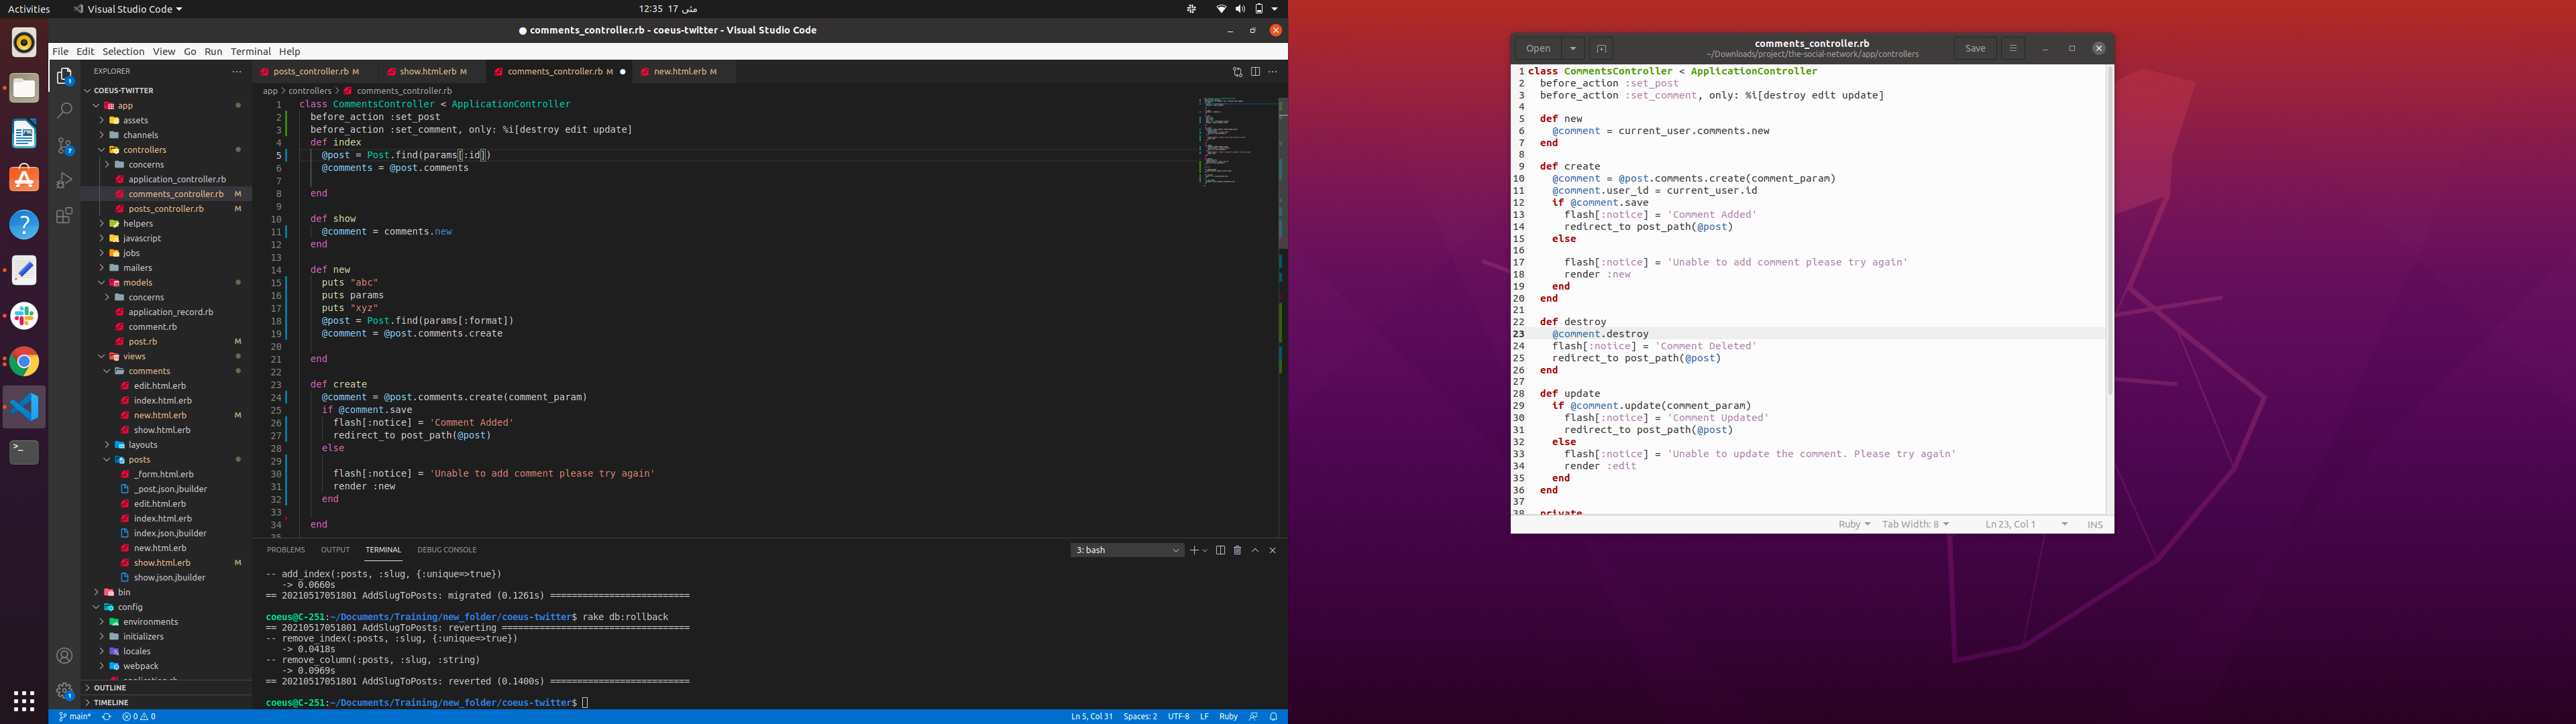 Activities
Visual Studio Code
12:35 17 مئی
● comments_controller.rb - coeus-twitter - Visual Studio Code
File Edit Selection View Go Run Terminal Help
EXPLORER
COEUS-TWITTER
app
assets
channels
controllers
concerns
application_controller.rb
comments_controller.rb M
posts_controller.rb M
helpers
javascript
jobs
mailers
models
concerns
application_record.rb
comment.rb
post.rb M
views
comments
edit.html.erb
index.html.erb
new.html.erb M
show.html.erb
layouts
posts
_form.html.erb
_post.json.jbuilder
edit.html.erb
index.html.erb
index.json.jbuilder
new.html.erb
show.html.erb M
show.json.jbuilder
bin
config
environments
initializers
locales
webpack
OUTLINE
TIMELINE
posts_controller.rb M show.html.erb M comments_controller.rb M ● new.html.erb M
app > controllers > comments_controller.rb
1 class CommentsController < ApplicationController
2 before_action :set_post
3 before_action :set_comment, only: %i[destroy edit update]
4 def index
5 @post = Post.find(params[:id])
6 @comments = @post.comments
7
8 end
9
10 def show
11 @comment = comments.new
12 end
13
14 def new
15 puts "abc"
16 puts params
17 puts "xyz"
18 @post = Post.find(params[:format])
19 @comment = @post.comments.create
20
21 end
22
23 def create
24 @comment = @post.comments.create(comment_param)
25 if @comment.save
26 flash[:notice] = 'Comment Added'
27 redirect_to post_path(@post)
28 else
29
30 flash[:notice] = 'Unable to add comment please try again'
31 render :new
32 end
33
34 end
35
PROBLEMS OUTPUT TERMINAL DEBUG CONSOLE
3: bash
-- add_index(:posts, :slug, {:unique=>true})
-> 0.0660s
== 20210517051801 AddSlugToPosts: migrated (0.1261s) ==========================
coeus@C-251:~/Documents/Training/new_folder/coeus-twitter$ rake db:rollback
== 20210517051801 AddSlugToPosts: reverting ===================================
-- remove_index(:posts, :slug, {:unique=>true})
-> 0.0418s
-- remove_column(:posts, :slug, :string)
-> 0.0969s
== 20210517051801 AddSlugToPosts: reverted (0.1400s) ==========================
coeus@C-251:~/Documents/Training/new_folder/coeus-twitter$
main* 0 0
Ln 5, Col 31 Spaces: 2 UTF-8 LF Ruby
Open
comments_controller.rb
~/Downloads/project/the-social-network/app/controllers
Save
1 class CommentsController < ApplicationController
2 before_action :set_post
3 before_action :set_comment, only: %i[destroy edit update]
4
5 def new
6 @comment = current_user.comments.new
7 end
8
9 def create
10 @comment = @post.comments.create(comment_param)
11 @comment.user_id = current_user.id
12 if @comment.save
13 flash[:notice] = 'Comment Added'
14 redirect_to post_path(@post)
15 else
16
17 flash[:notice] = 'Unable to add comment please try again'
18 render :new
19 end
20 end
21
22 def destroy
23 @comment.destroy
24 flash[:notice] = 'Comment Deleted'
25 redirect_to post_path(@post)
26 end
27
28 def update
29 if @comment.update(comment_param)
30 flash[:notice] = 'Comment Updated'
31 redirect_to post_path(@post)
32 else
33 flash[:notice] = 'Unable to update the comment. Please try again'
34 render :edit
35 end
36 end
37
38 private
Ruby Tab Width: 8 Ln 23, Col 1 INS